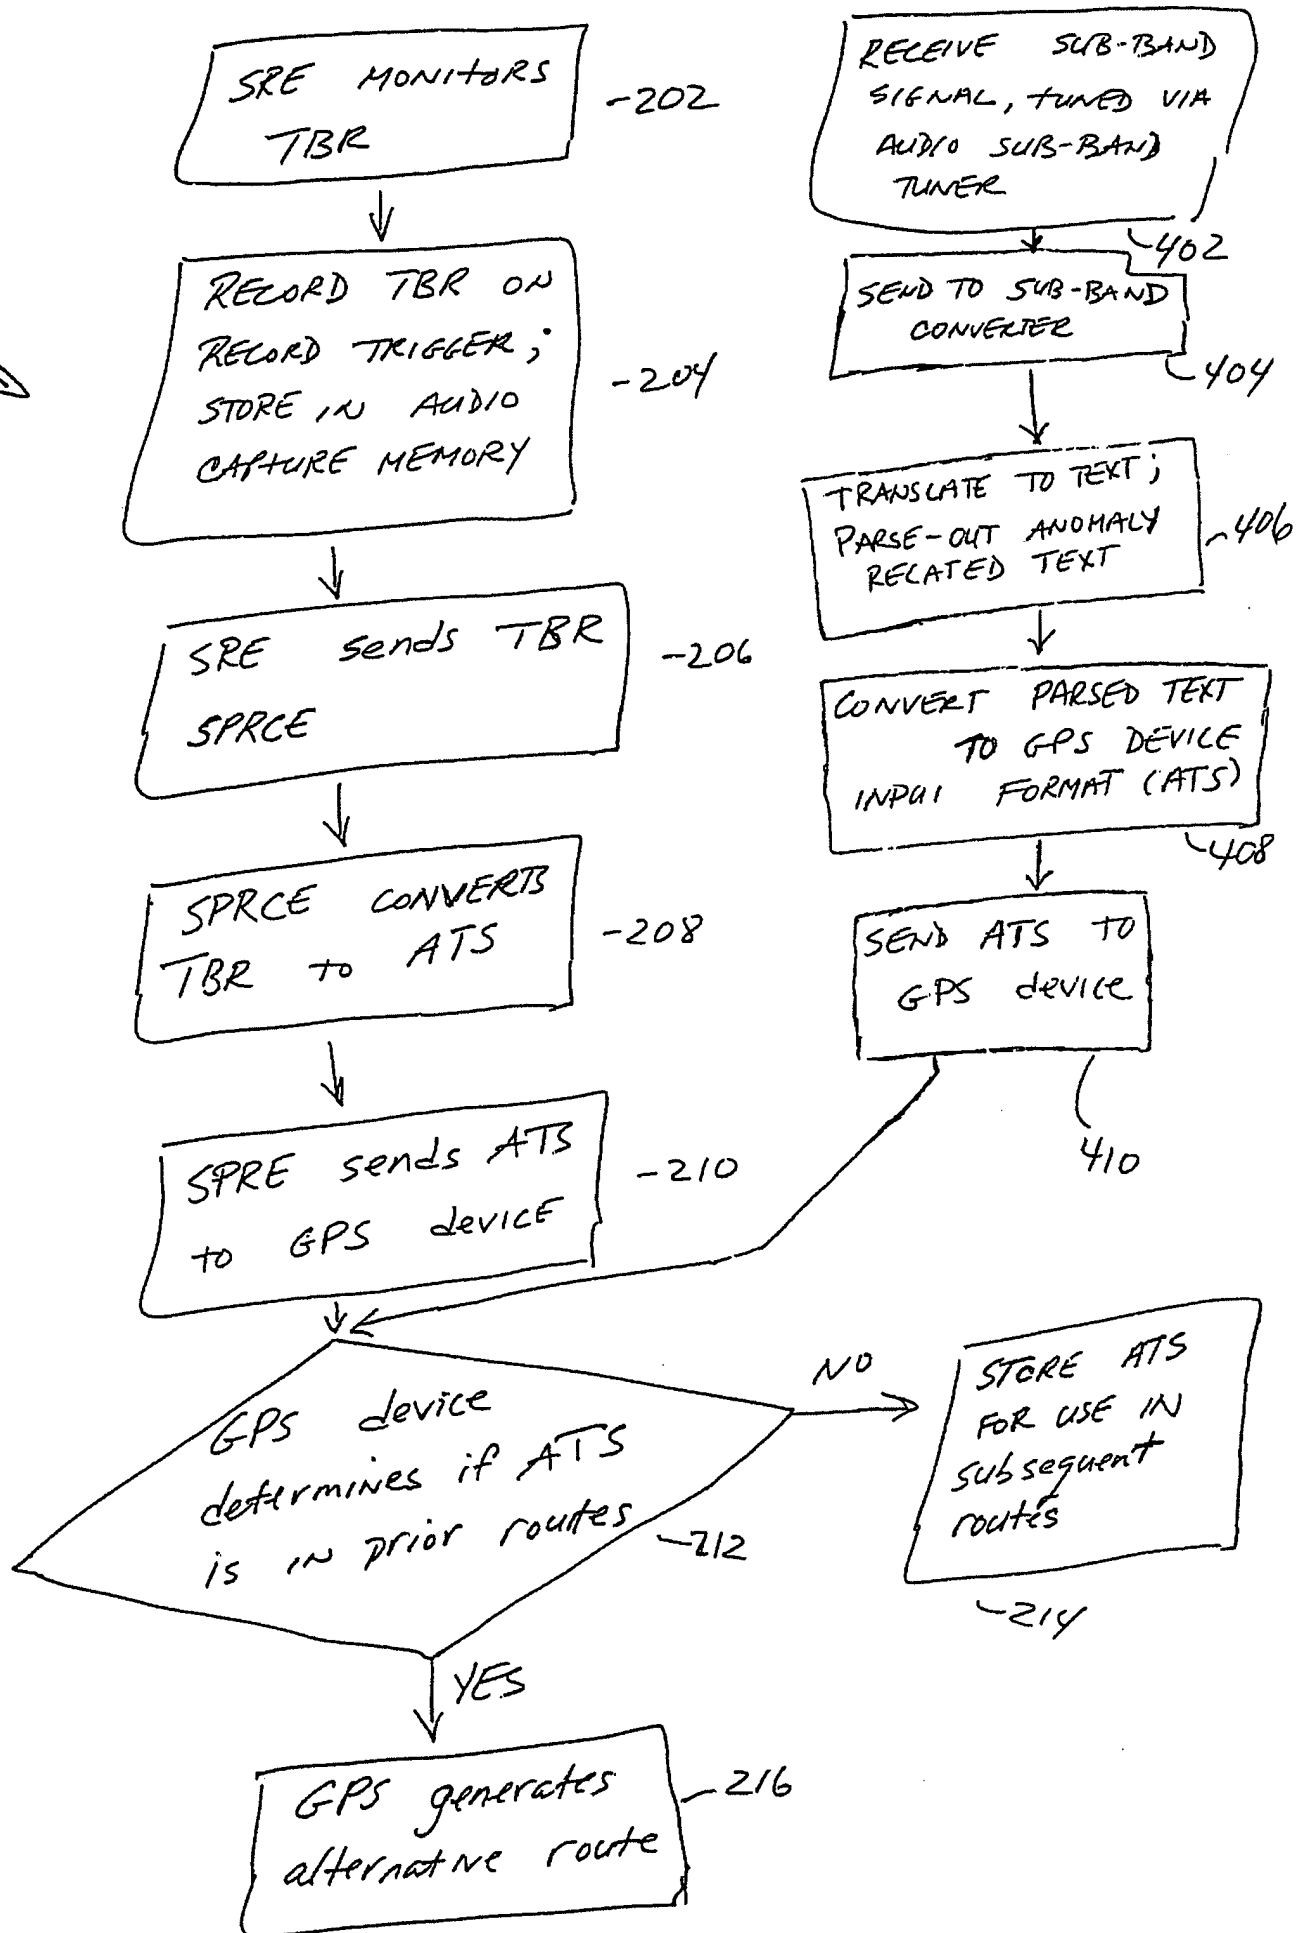 SRE MONITORS
TBR
-202
RECORD TBR ON
RECORD TRIGGER;
STORE IN AUDIO
CAPTURE MEMORY
-204
SRE sends TBR
SPRCE
-206
SPRCE CONVERTS
TBR to ATS
-208
SPRE sends ATS
to GPS device
-210
RECEIVE SUB-BAND
SIGNAL, TUNED VIA
AUDIO SUB-BAND
TUNER
402
SEND TO SUB-BAND
CONVERTER
404
TRANSLATE TO TEXT;
PARSE-OUT ANOMALY
RELATED TEXT
406
CONVERT PARSED TEXT
TO GPS DEVICE
INPUT FORMAT (ATS)
408
SEND ATS TO
GPS device
410
GPS device
determines if ATS
is in prior routes
-212
NO
STORE ATS
FOR USE IN
subsequent
routes
-214
YES
GPS generates
alternative route
-216